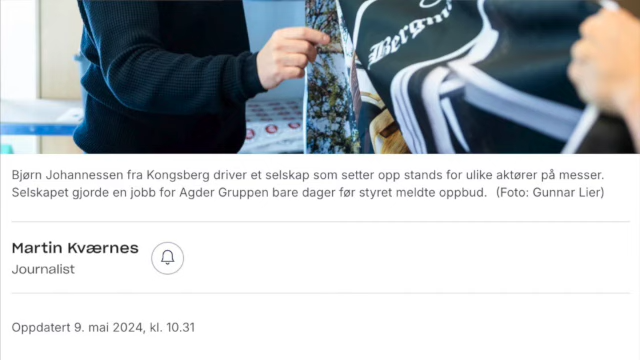 Bjørn Johannessen fra Kongsberg driver et selskap som setter opp stands for ulike aktører på messer.
Selskapet gjorde en jobb for Agder Gruppen bare dager før styret meldte oppbud. (Foto: Gunnar Lier)
Martin Kværnes
Journalist
Oppdatert 9. mai 2024, kl. 10.31